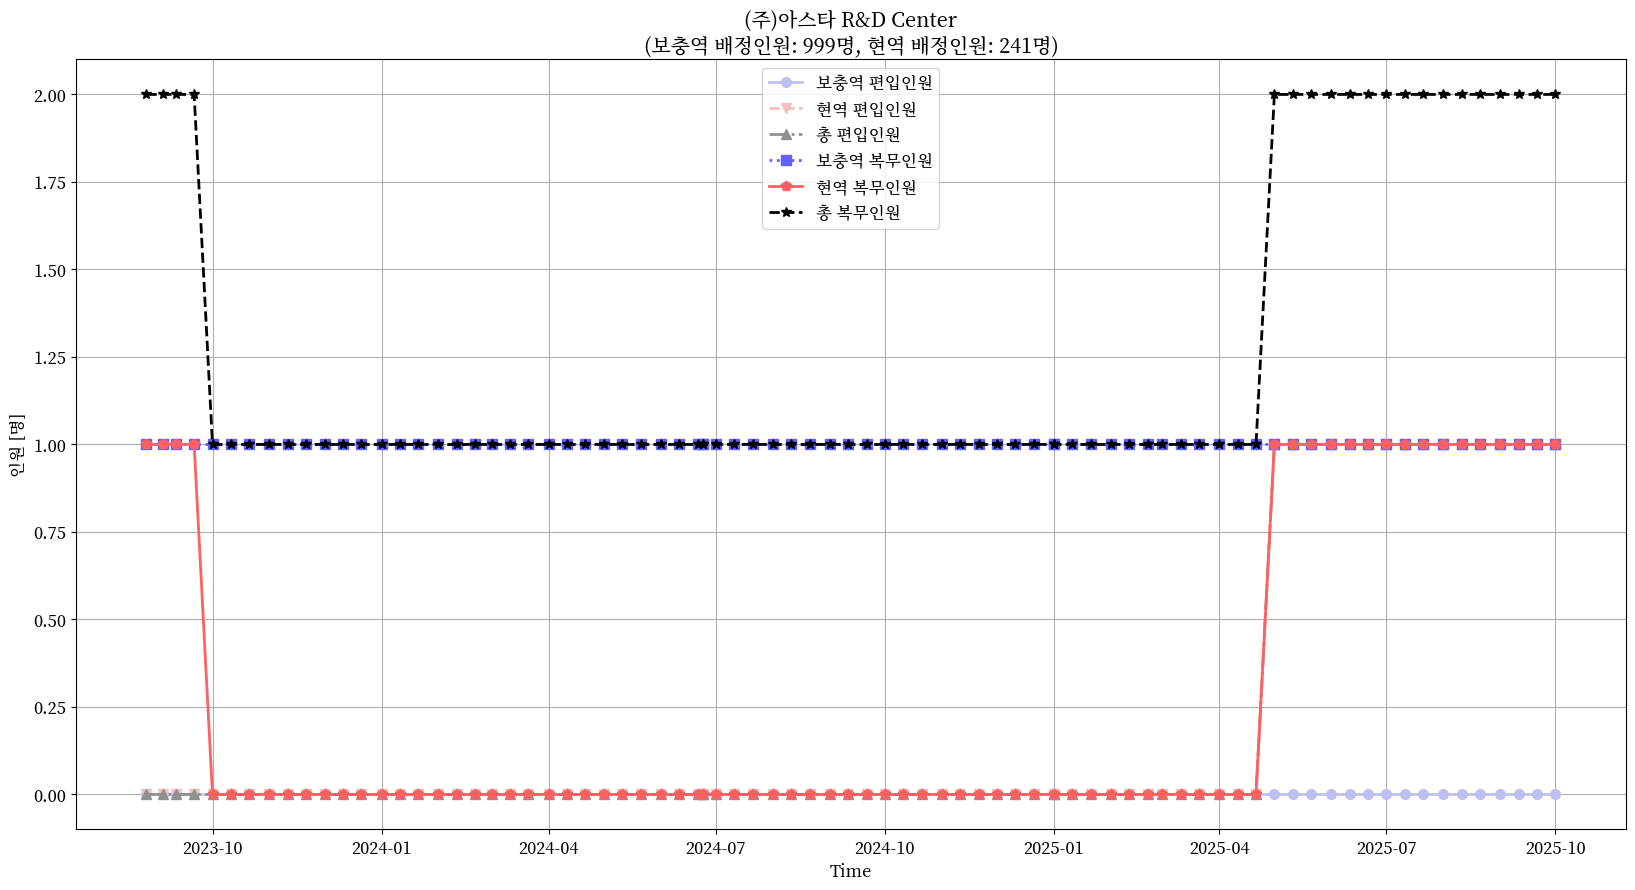 (주)아스타 R&D Center
(보충역 배정인원: 999명, 현역 배정인원: 241명)
보충역 편입인원
현역 편입인원
총 편입인원
보충역 복무인원
현역 복무인원
총 복무인원
2.00
1.75
1.50
1.25
1.00
0.75
0.50
0.25
0.00
인원 [명]
2023-10
2024-01
2024-04
2024-07
2024-10
2025-01
2025-04
2025-07
2025-10
Time